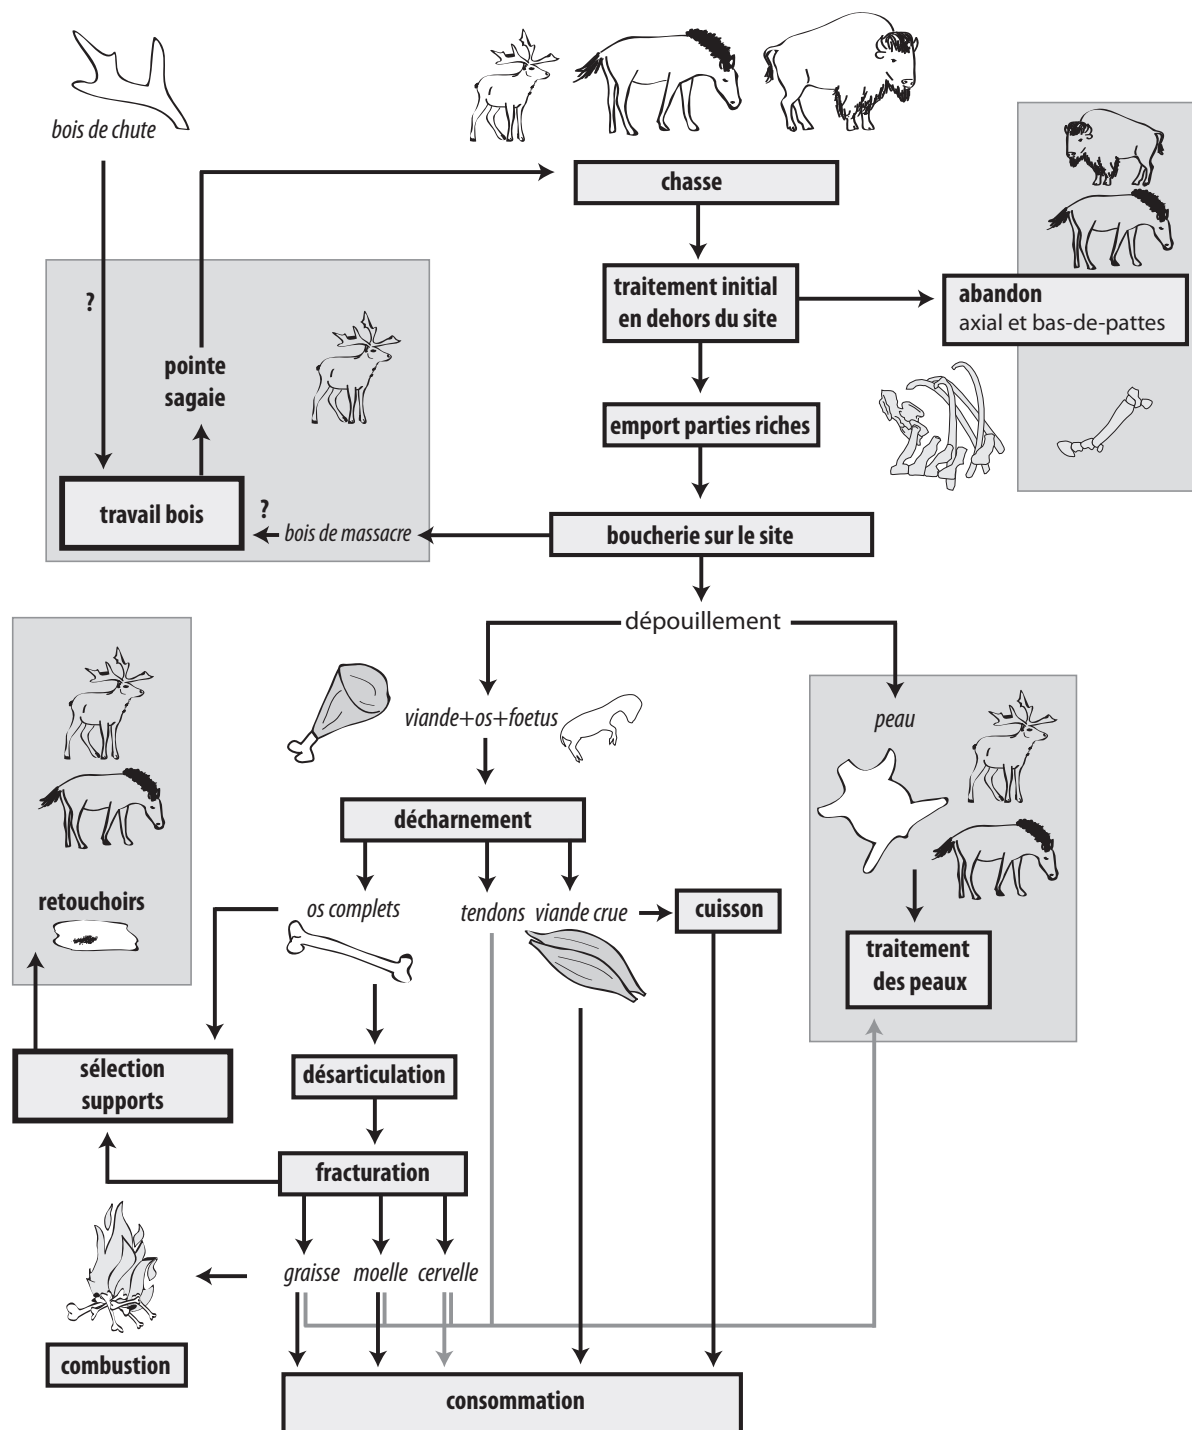 bois de chute
chasse
traitement initial
en dehors du site
abandon
axial et bas-de-pattes
?
pointe
sagaie
emport parties riches
travail bois
?
bois de massacre
boucherie sur le site
dépouillement
viande+os+foetus
peau
décharnement
retouchoirs
os complets
tendons
viande crue
cuisson
traitement
des peaux
sélection
supports
désarticulation
fracturation
graisse
moelle
cervelle
combustion
consommation